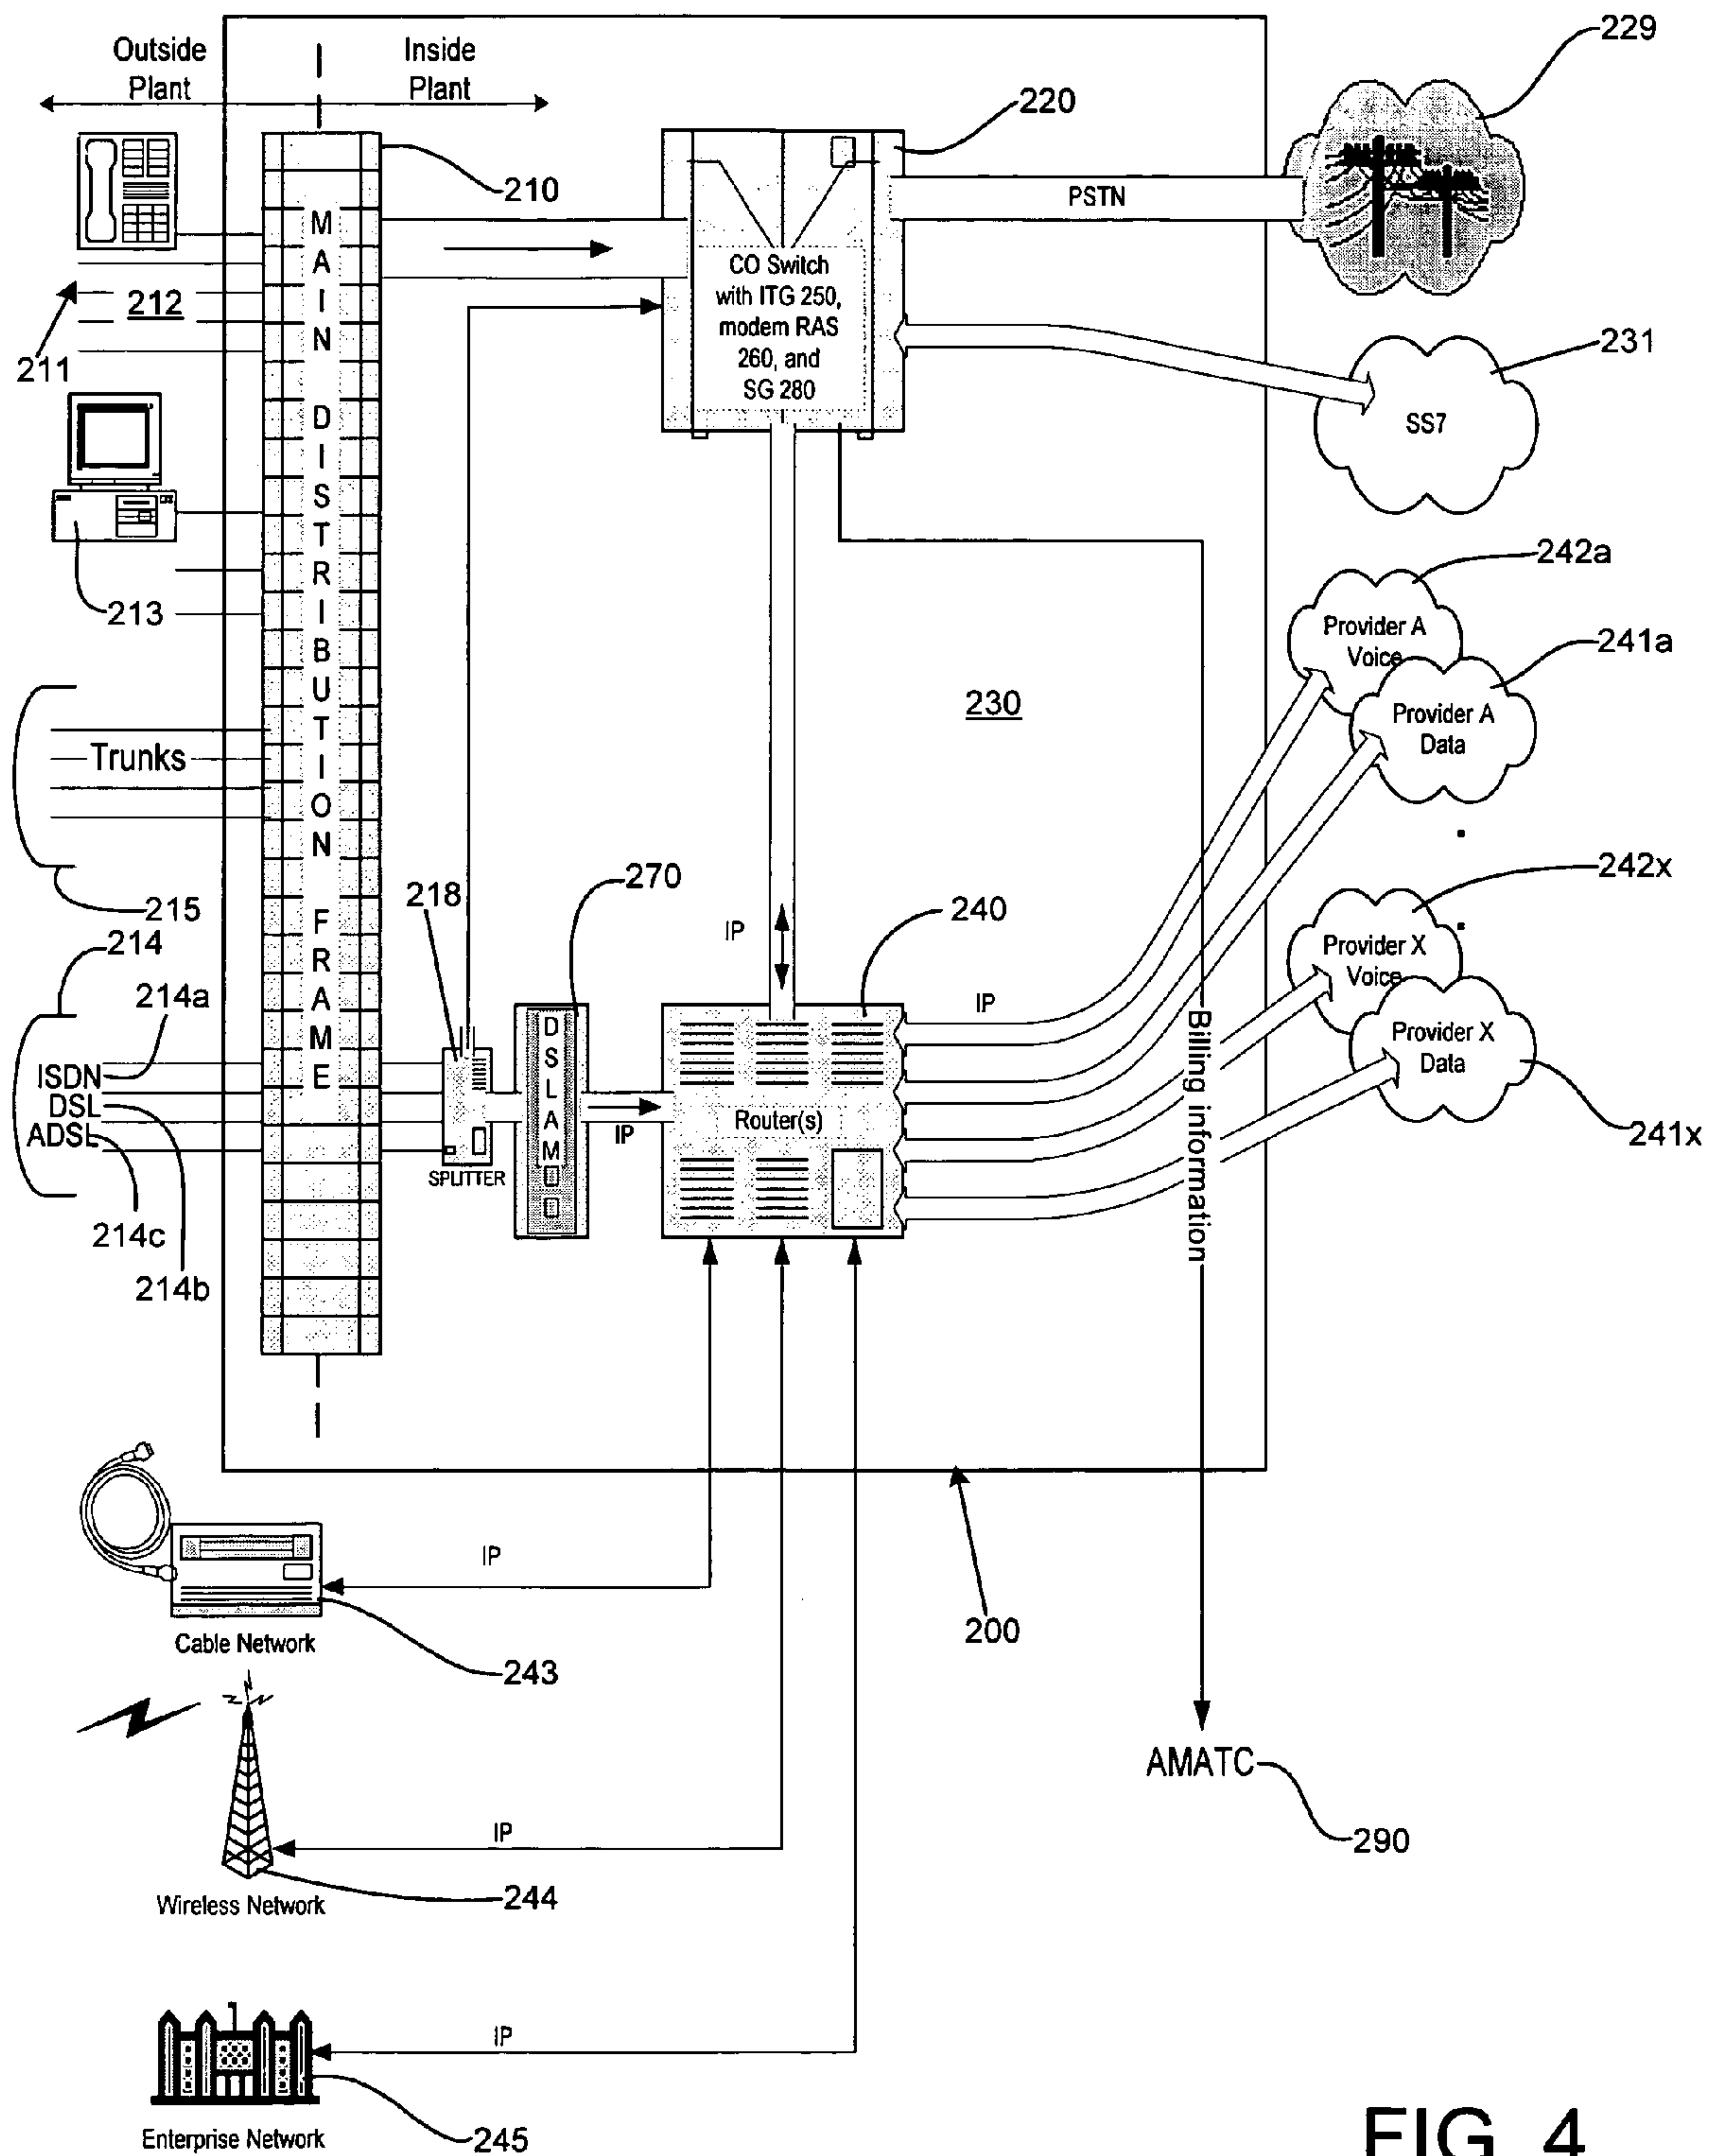 Outside
Plant
Inside
Plant
229
220
210
PSTN
MAIN DISTRIBUTION FRAME
CO Switch
with ITG 250,
modem RAS
260, and
SG 280
212
211
231
SS7
213
242a
Provider A
Voice
241a
Provider A
Data
230
Trunks
215
218
270
240
242x
Provider X
Voice
Provider X
Data
241x
214
214a
ISDN
DSL
ADSL
214c
214b
IP
IP
DSLAM
IP
Router(s)
SPLITTER
Billing information
IP
Cable Network
243
200
AMATC
290
IP
Wireless Network
244
IP
Enterprise Network
245
FIG. 4